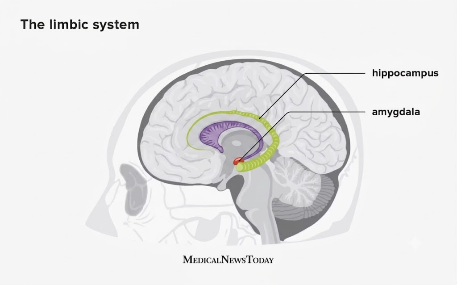 The limbic system
hippocampus
amygdala
MEDICALNEWSTODAY